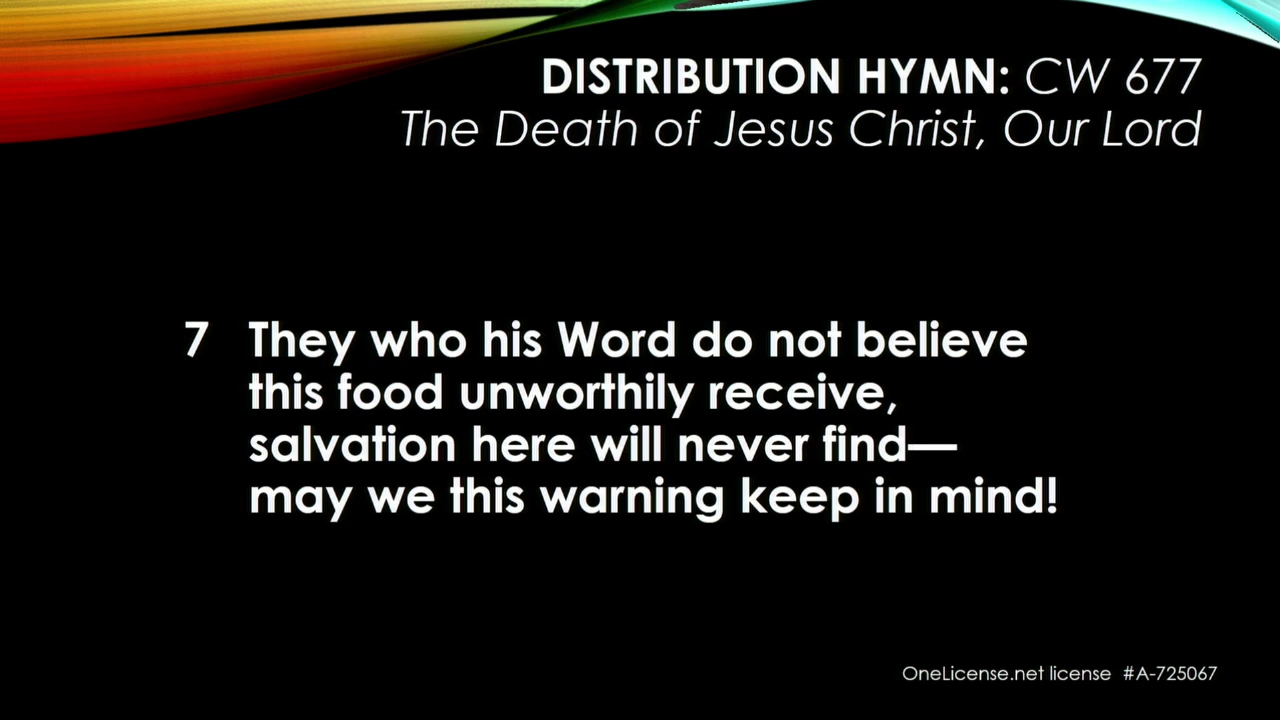 DISTRIBUTION HYMN: CW 677
The Death of Jesus Christ, Our Lord
7 They who his Word do not believe
this food unworthily receive,
salvation here will never find—
may we this warning keep in mind!
OneLicense.net license #A-725067